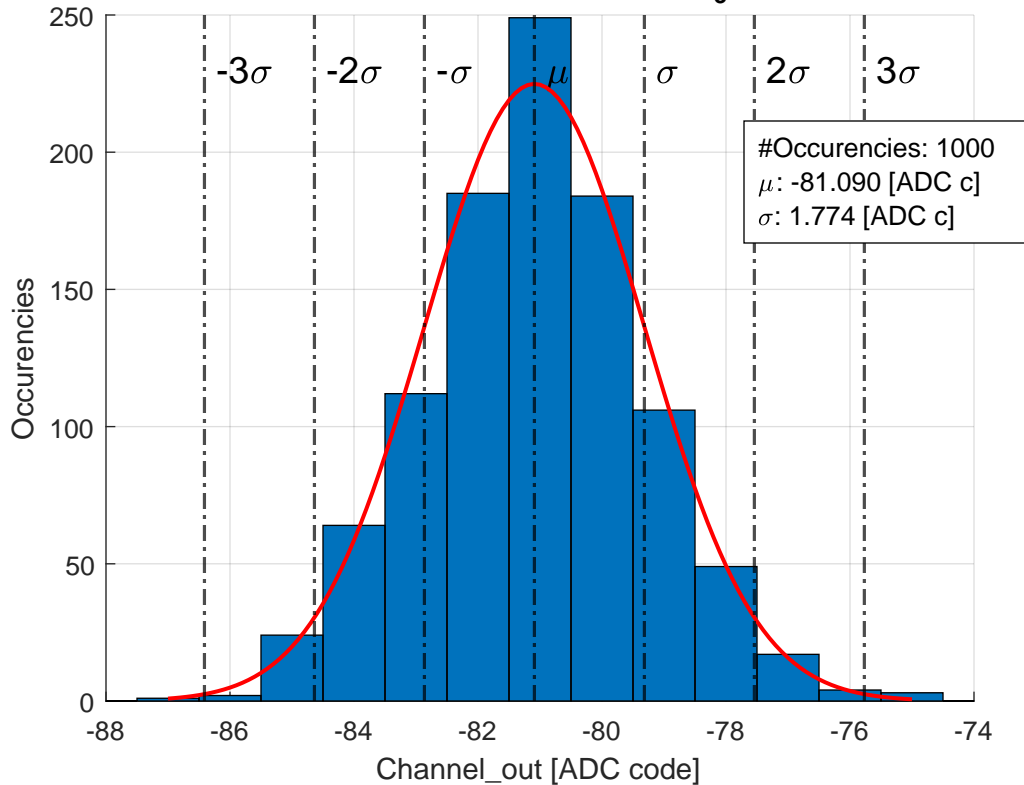 250
200
150
100
50
0
-3σ
-2σ
-σ
μ
σ
2σ
3σ
#Occurencies: 1000
μ: -81.090 [ADC c]
σ: 1.774 [ADC c]
Occurencies
-88
-86
-84
-82
-80
-78
-76
-74
Channel_out [ADC code]